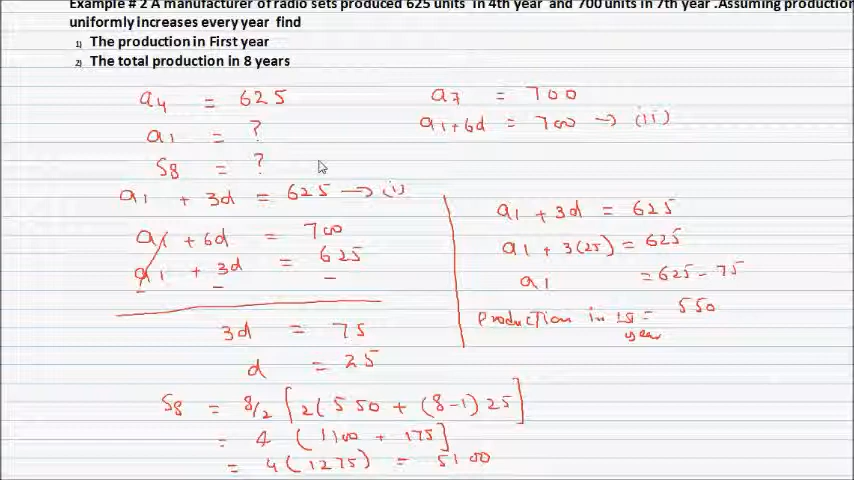 Example # 2 A manufacturer of radio sets produced 625 units in 4th year and 700 units in 7th year .Assuming production
uniformly increases every year find
1) The production in First year
2) The total production in 8 years
a4 = 625
a1 = ?
S8 = ?
a1 + 3d = 625 → (i)
a7 = 700
a1+6d = 700 → (ii)
a1 + 6d = 700
a1 + 3d = 625
- - -
3d = 75
d = 25
a1 + 3d = 625
a1 + 3(25) = 625
a1 = 625 - 75
Production in 1st year = 550
S8 = 8/2 [2(550 + (8-1) 25]
= 4 (1100 + 175]
= 4(1275) = 5100